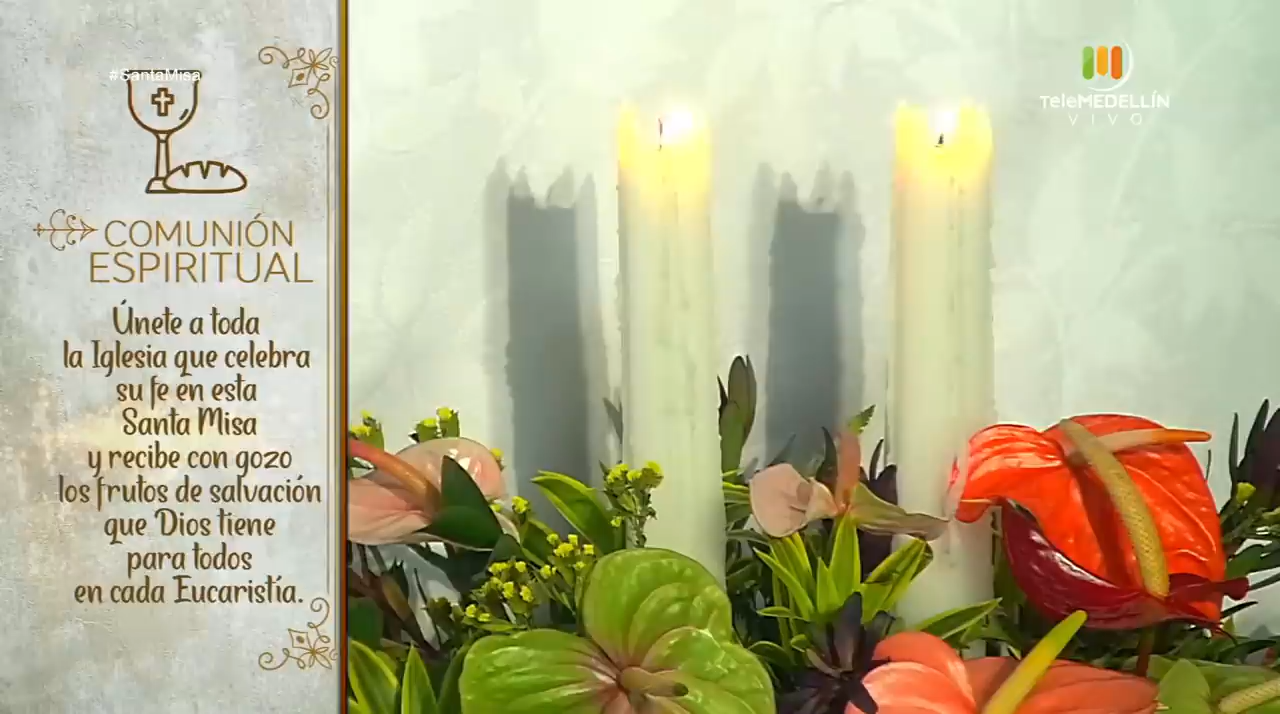 #SantaMisa
COMUNIÓN
ESPIRITUAL
Únete a toda
la Iglesia que celebra
su fe en esta
Santa Misa
y recibe con gozo
los frutos de salvación
que Dios tiene
para todos
en cada Eucaristía.
TeleMEDELLÍN
VIVO